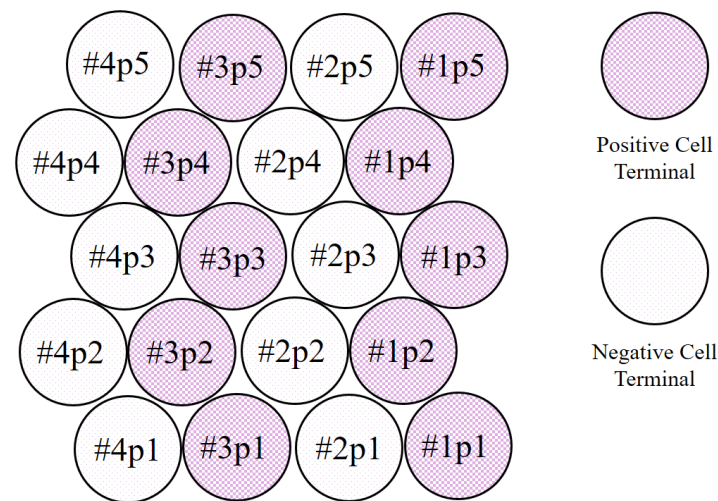 #4p5 #3p5 #2p5 #1p5
#4p4 #3p4 #2p4 #1p4
#4p3 #3p3 #2p3 #1p3
#4p2 #3p2 #2p2 #1p2
#4p1 #3p1 #2p1 #1p1
Positive Cell
Terminal
Negative Cell
Terminal